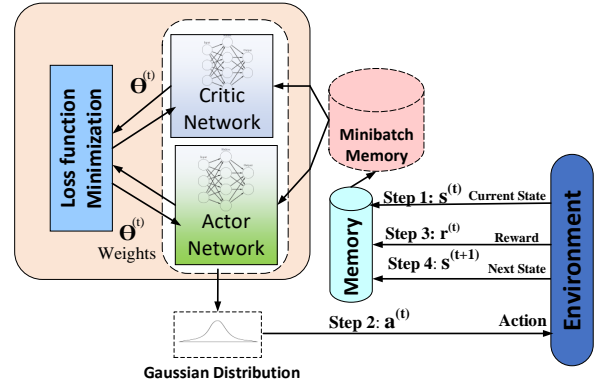 Loss function
Minimization
ϴ(t)
ϴ(t)
Weights
Critic
Network
Actor
Network
Minibatch
Memory
Memory
Step 1: s(t) Current State
Step 3: r(t) Reward
Step 4: s(t+1) Next State
Step 2: a(t) Action
Environment
Gaussian Distribution